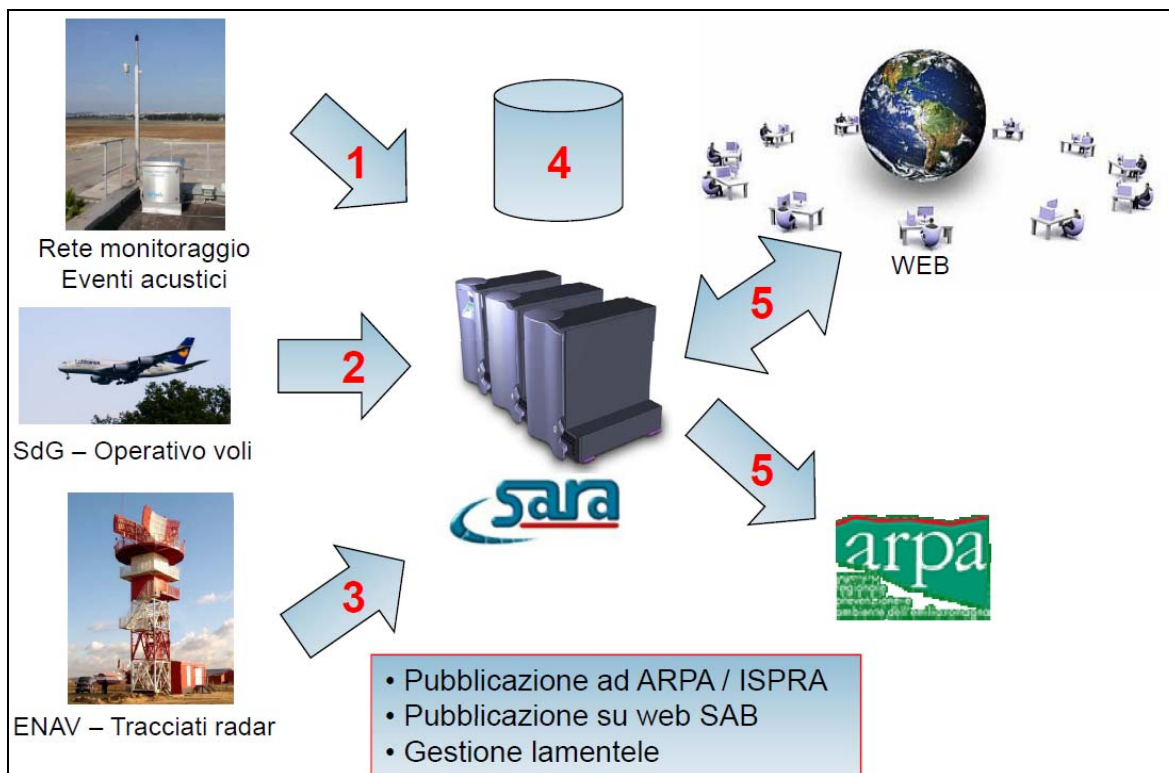 1
Rete monitoraggio
Eventi acustici
4
WEB
2
SdG – Operativo voli
5
sara
5
arpa
3
ENAV – Tracciati radar
• Pubblicazione ad ARPA / ISPRA
• Pubblicazione su web SAB
• Gestione lamentele